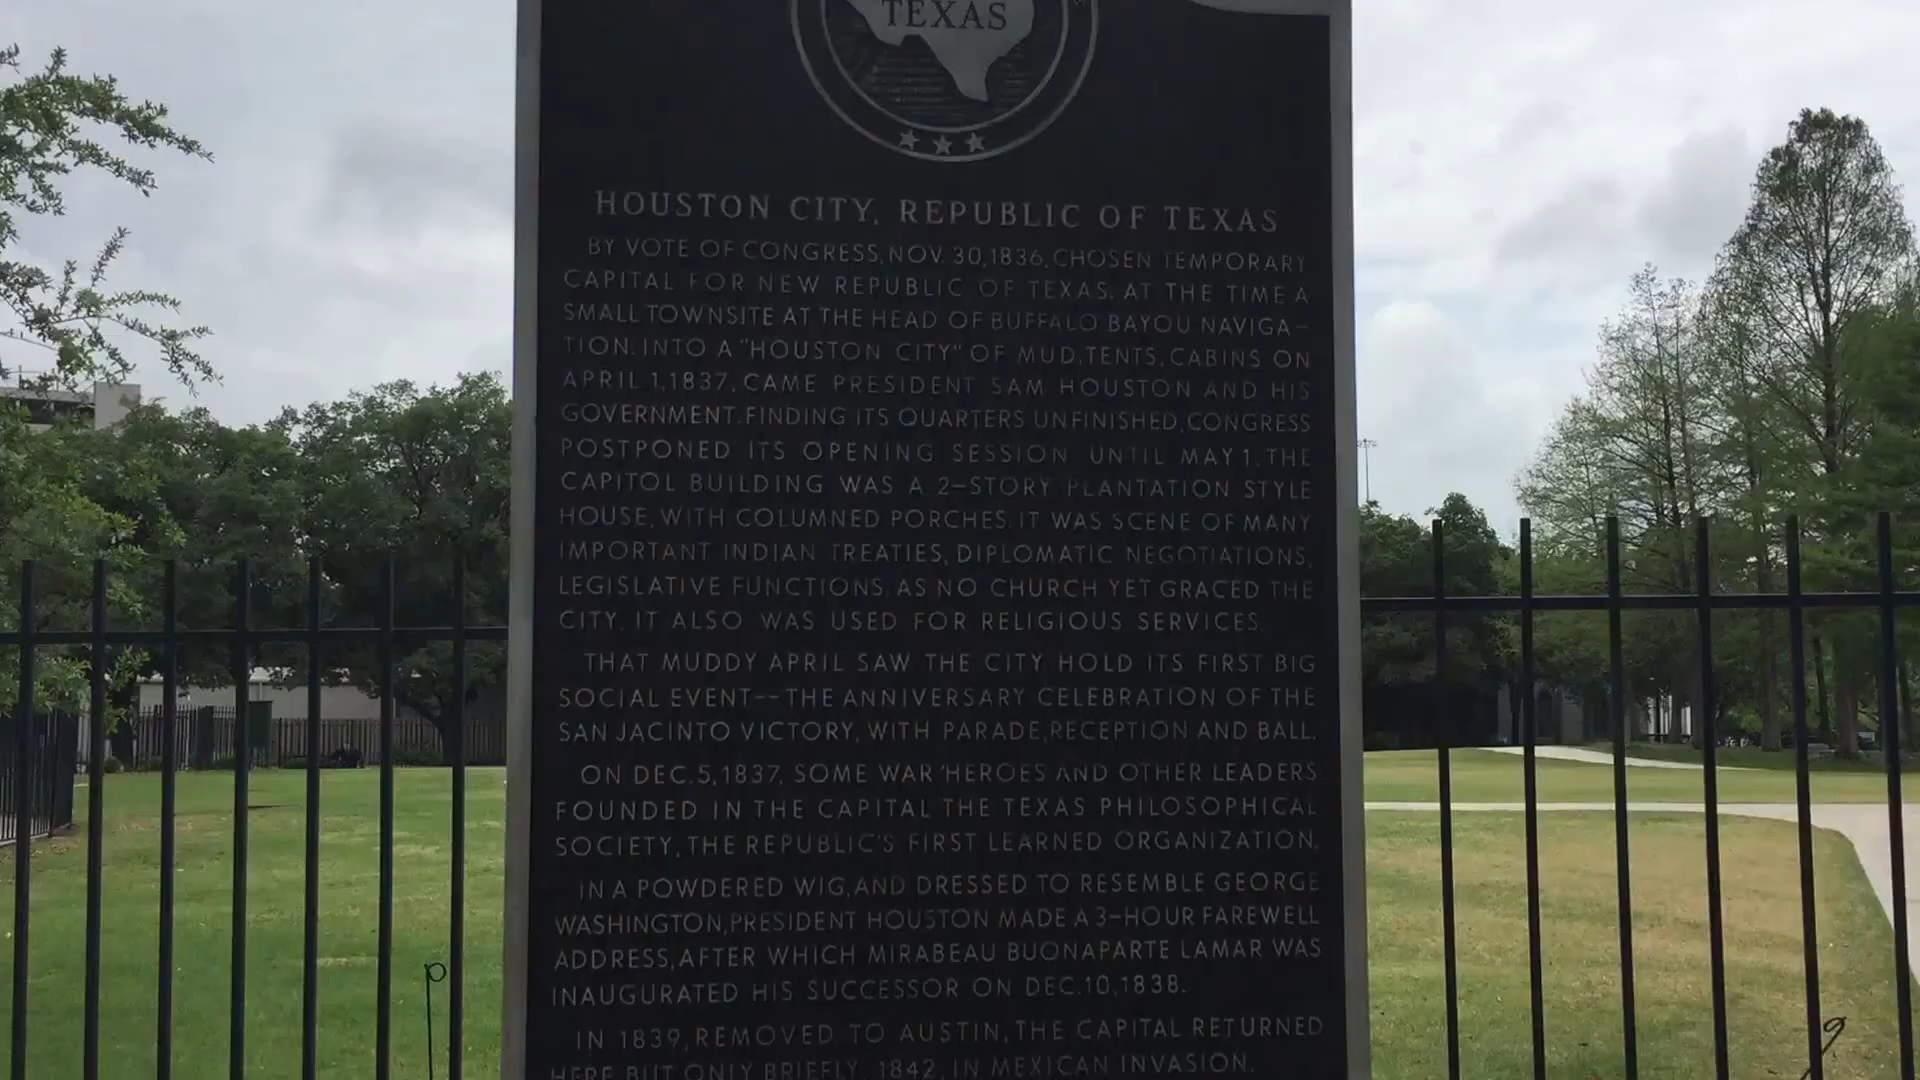 TEXAS
HOUSTON CITY, REPUBLIC OF TEXAS
BY VOTE OF CONGRESS, NOV. 30, 1836, CHOSEN TEMPORARY
CAPITAL FOR NEW REPUBLIC OF TEXAS. AT THE TIME A
SMALL TOWNSITE AT THE HEAD OF BUFFALO BAYOU NAVIGA-
TION. INTO A "HOUSTON CITY" OF MUD, TENTS, CABINS ON
APRIL 1, 1837, CAME PRESIDENT SAM HOUSTON AND HIS
GOVERNMENT. FINDING ITS QUARTERS UNFINISHED, CONGRESS
POSTPONED ITS OPENING SESSION UNTIL MAY 1. THE
CAPITOL BUILDING WAS A 2-STORY PLANTATION STYLE
HOUSE, WITH COLUMNED PORCHES. IT WAS SCENE OF MANY
IMPORTANT INDIAN TREATIES, DIPLOMATIC NEGOTIATIONS,
LEGISLATIVE FUNCTIONS. AS NO CHURCH YET GRACED THE
CITY, IT ALSO WAS USED FOR RELIGIOUS SERVICES.
THAT MUDDY APRIL SAW THE CITY HOLD ITS FIRST BIG
SOCIAL EVENT--THE ANNIVERSARY CELEBRATION OF THE
SAN JACINTO VICTORY, WITH PARADE, RECEPTION AND BALL.
ON DEC. 5, 1837, SOME WAR HEROES AND OTHER LEADERS
FOUNDED IN THE CAPITAL THE TEXAS PHILOSOPHICAL
SOCIETY, THE REPUBLIC'S FIRST LEARNED ORGANIZATION.
IN A POWDERED WIG, AND DRESSED TO RESEMBLE GEORGE
WASHINGTON, PRESIDENT HOUSTON MADE A 3-HOUR FAREWELL
ADDRESS, AFTER WHICH MIRABEAU BUONAPARTE LAMAR WAS
INAUGURATED HIS SUCCESSOR ON DEC. 10, 1838.
IN 1839, REMOVED TO AUSTIN, THE CAPITAL RETURNED
HERE BUT ONLY BRIEFLY, 1842, IN MEXICAN INVASION.